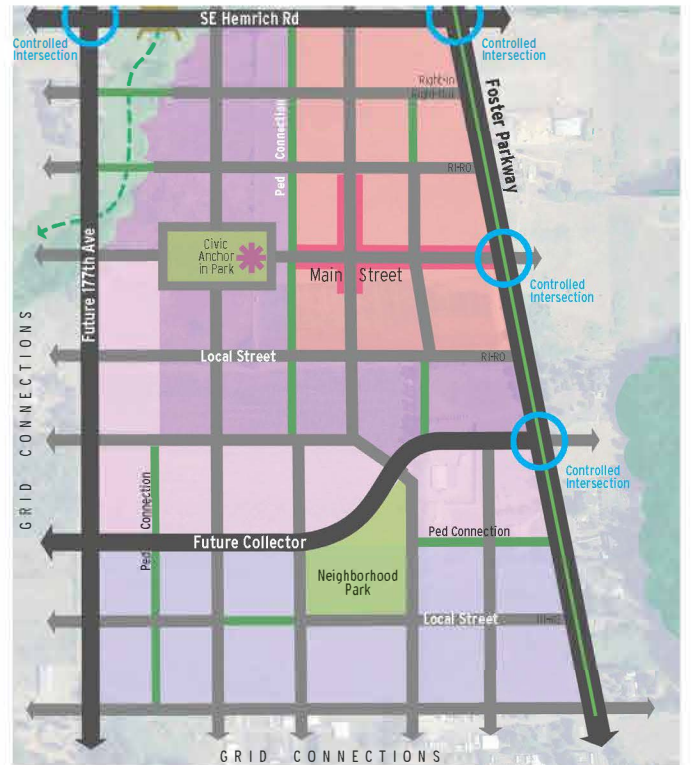 SE Hemrich Rd
Controlled
Intersection
Controlled
Intersection
Right-in
Right-Out
Foster Parkway
Ped Connection
RI-RO
Civic
Anchor
in Park
Main Street
Controlled
Intersection
Future 177th Ave
GRID CONNECTIONS
Local Street
RI-RO
Controlled
Intersection
Ped Connection
Ped Connection
Future Collector
Neighborhood
Park
Local Street
RI-RO
GRID CONNECTIONS